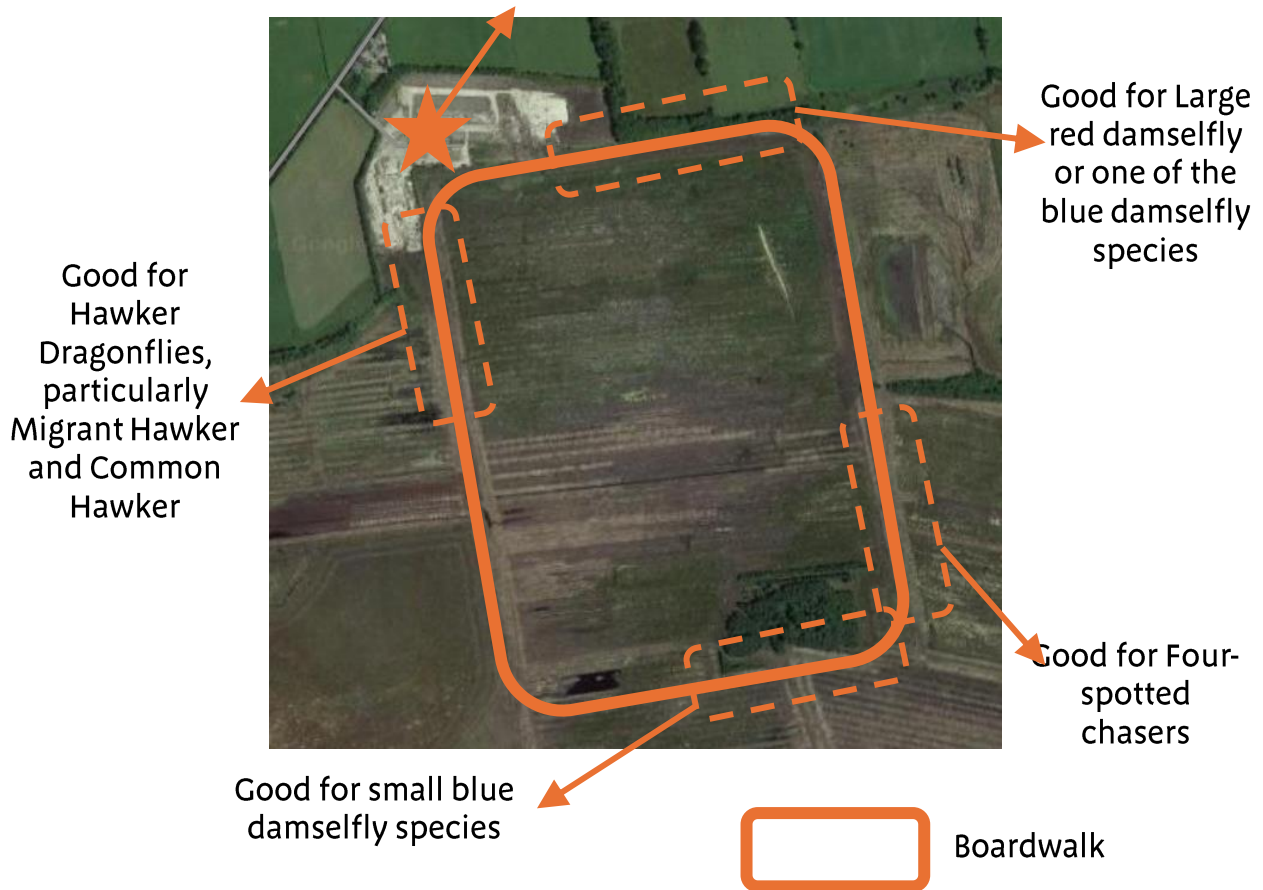 Good for Large
red damselfly
or one of the
blue damselfly
species
Good for
Hawker
Dragonflies,
particularly
Migrant Hawker
and Common
Hawker
Google
Good for Four-
spotted
chasers
Good for small blue
damselfly species
Boardwalk